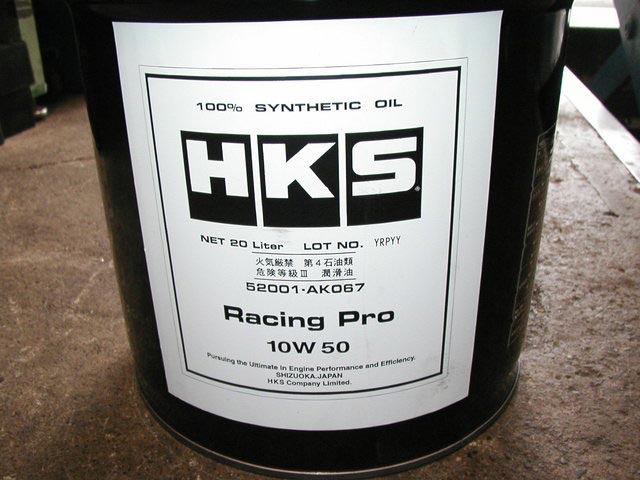 100% SYNTHETIC OIL
HKS®
NET 20 Liter LOT NO. YRPYY
火気厳禁 第4石油類
危険等級Ⅲ 潤滑油
52001-AK067
Racing Pro
10W50
Pursuing the Ultimate in Engine Performance and Efficiency.
SHIZUOKA.JAPAN
HKS Company Limited.